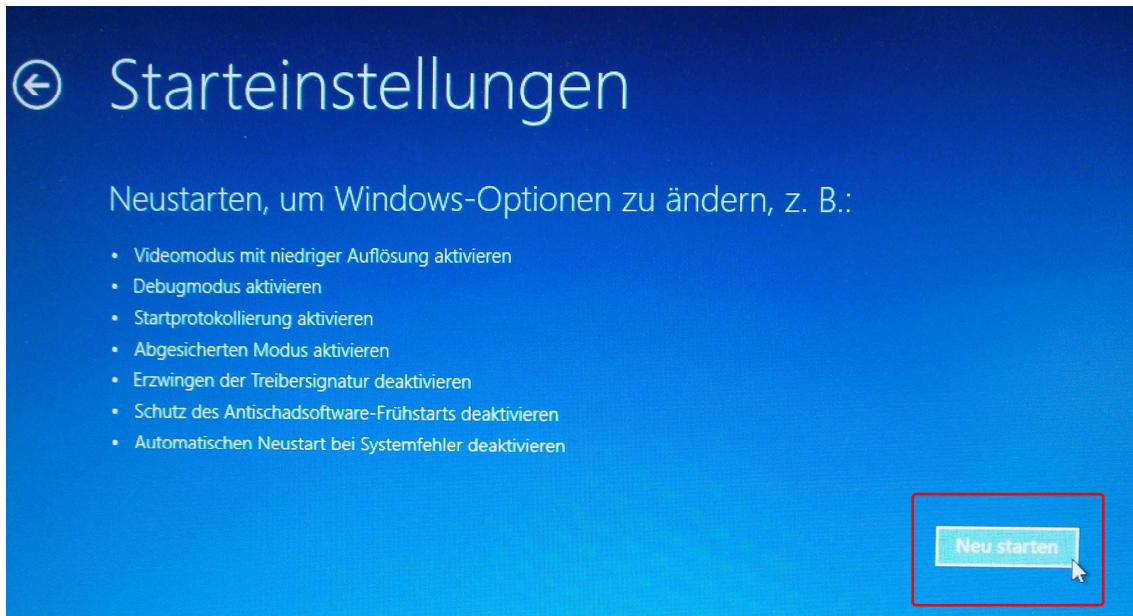 Starteinstellungen
Neustarten, um Windows-Optionen zu ändern, z. B.:
• Videomodus mit niedriger Auflösung aktivieren
• Debugmodus aktivieren
• Startprotokollierung aktivieren
• Abgesicherten Modus aktivieren
• Erzwingen der Treibersignatur deaktivieren
• Schutz des Antischadsoftware-Frühstarts deaktivieren
• Automatischen Neustart bei Systemfehler deaktivieren
Neu starten